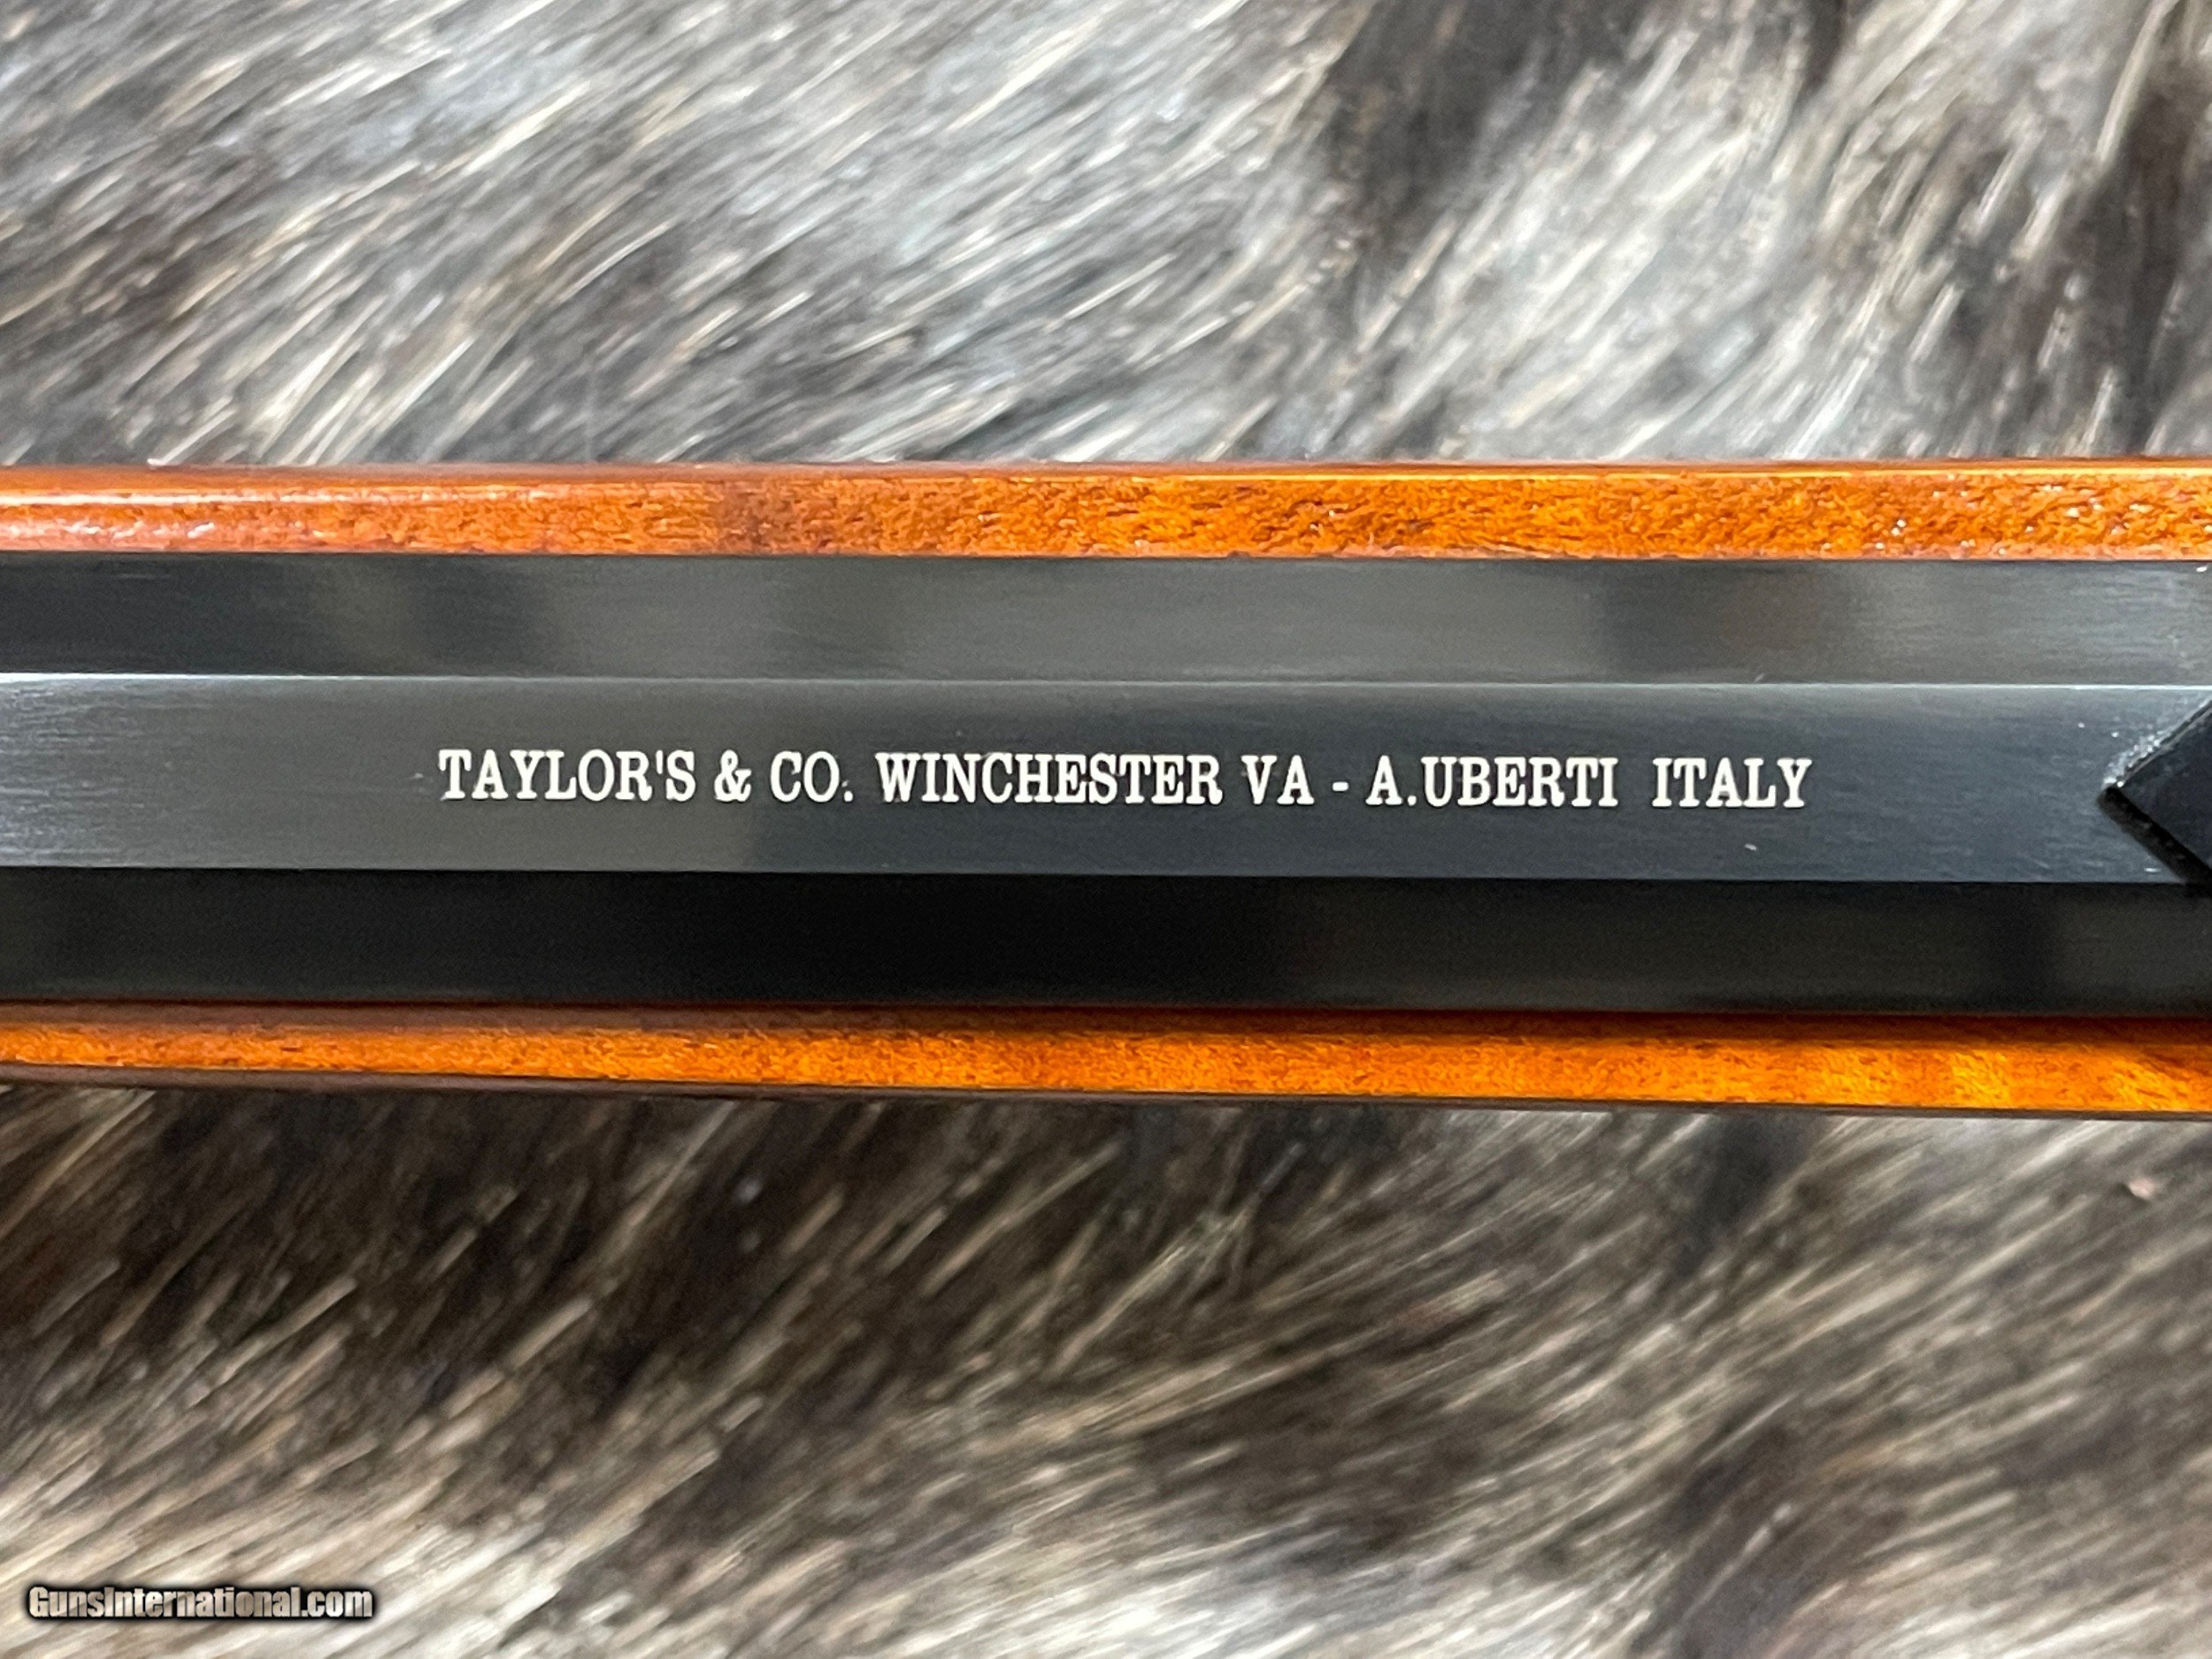 TAYLOR'S & CO. WINCHESTER VA - A.UBERTI ITALY
GunsInternational.com